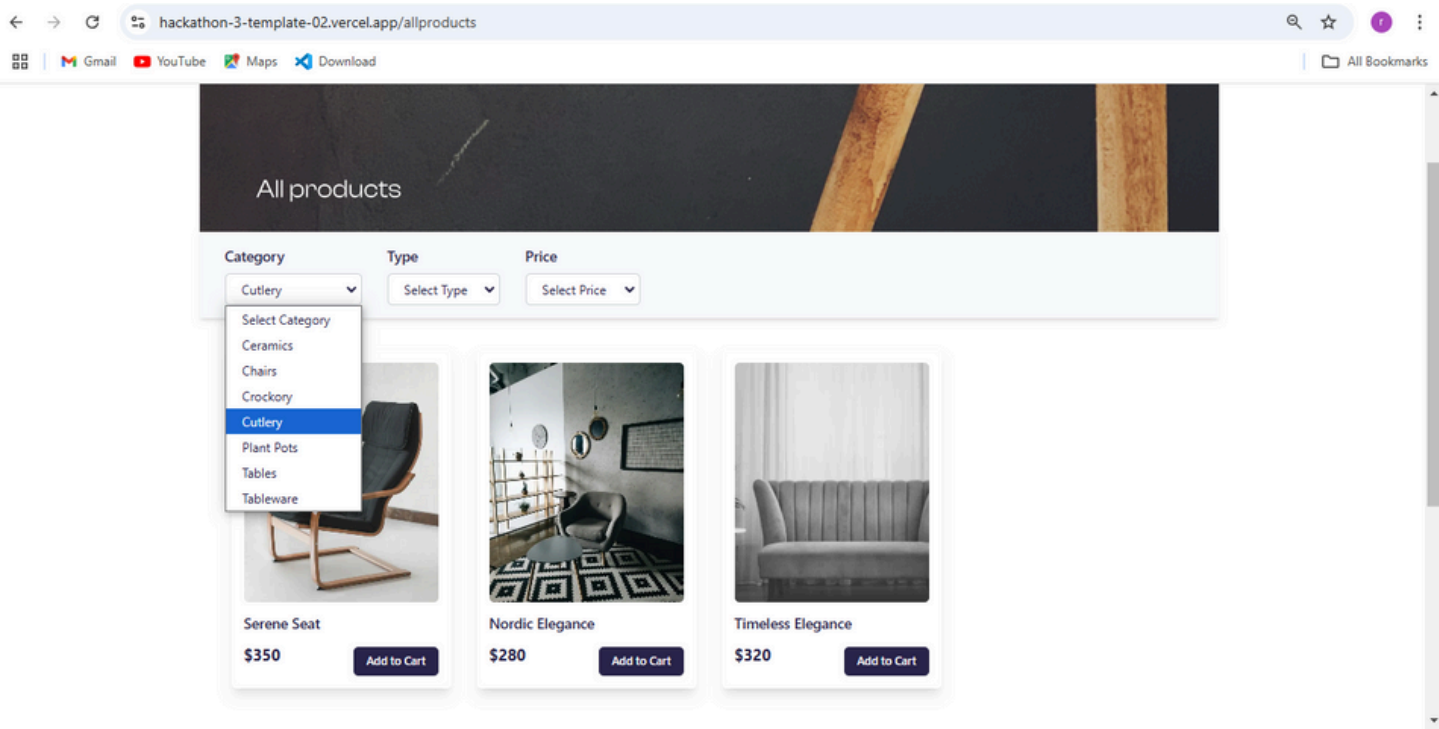 hackathon-3-template-02.vercel.app/allproducts
r
Gmail YouTube Maps Download All Bookmarks
All products
Category Type Price
Cutlery Select Type Select Price
Select Category
Ceramics
Chairs
Crockory
Cutlery
Plant Pots
Tables
Tableware
Serene Seat Nordic Elegance Timeless Elegance
$350 Add to Cart $280 Add to Cart $320 Add to Cart